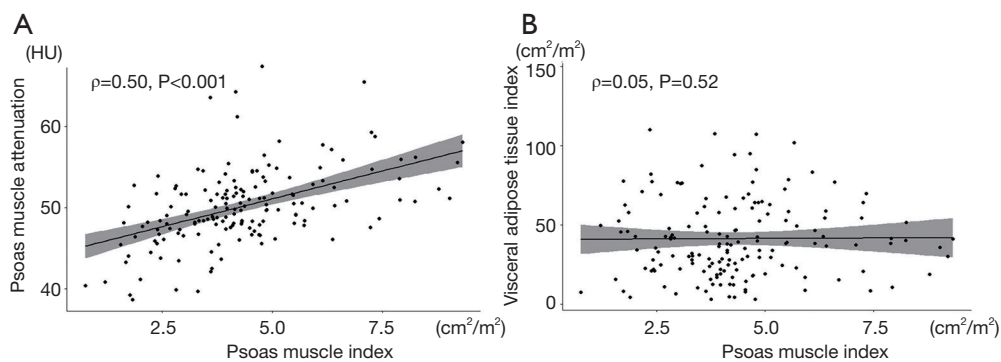 A
(HU)
ρ=0.50, P<0.001
Psoas muscle attenuation
60
50
40
2.5
5.0
7.5
(cm²/m²)
Psoas muscle index
B
(cm²/m²)
150
ρ=0.05, P=0.52
Visceral adipose tissue index
100
50
0
2.5
5.0
7.5
(cm²/m²)
Psoas muscle index